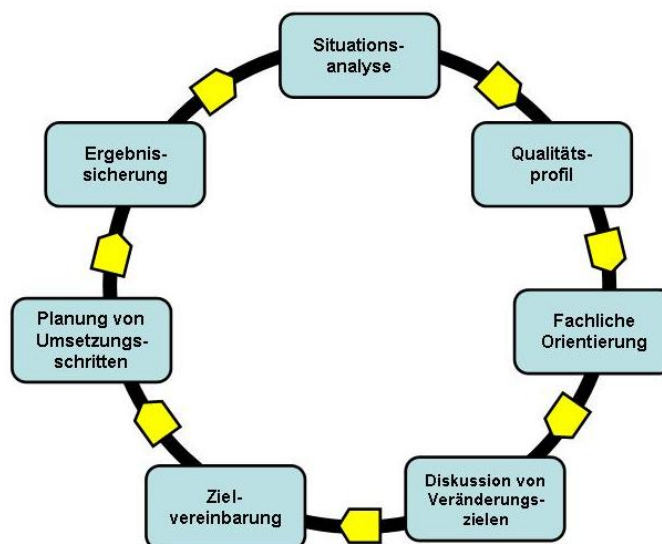 Situations-
analyse
Qualitäts-
profil
Fachliche
Orientierung
Diskussion von
Veränderungs-
zielen
Ziel-
vereinbarung
Planung von
Umsetzungs-
schritten
Ergebnis-
sicherung